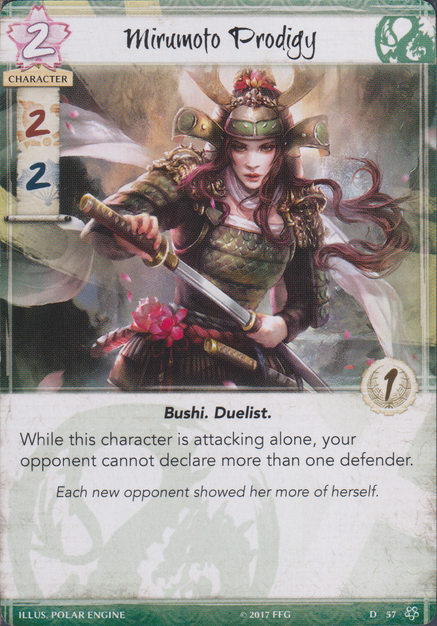 2
Mirumoto Prodigy
CHARACTER
2
2
1
Bushi. Duelist.
While this character is attacking alone, your
opponent cannot declare more than one defender.
Each new opponent showed her more of herself.
ILLUS. POLAR ENGINE © 2017 FFG D 57